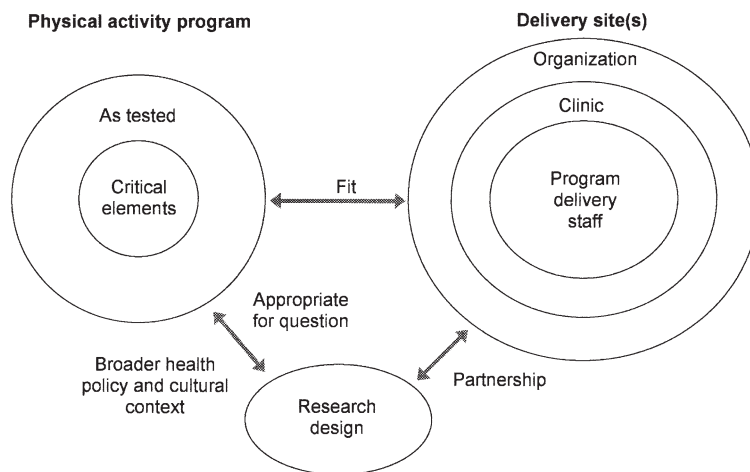 Physical activity program
Delivery site(s)
Organization
As tested
Clinic
Critical
elements
Fit
Program
delivery
staff
Appropriate
for question
Broader health
policy and cultural
context
Partnership
Research
design